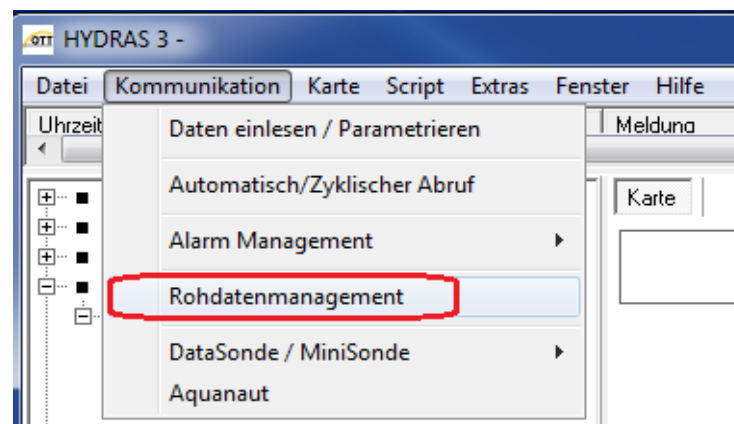 OTT HYDRAS 3 -
Datei Kommunikation Karte Script Extras Fenster Hilfe
Uhrzeit Meldung
Daten einlesen / Parametrieren
Automatisch/Zyklischer Abruf
Karte
Alarm Management
Rohdatenmanagement
DataSonde / MiniSonde
Aquanaut